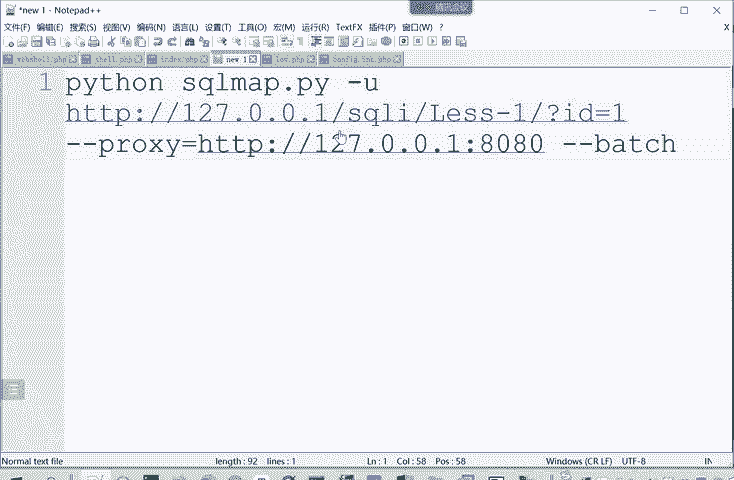 *new 1 - Notepad++
文件(F) 编辑(E) 搜索(S) 视图(V) 编码(N) 语言(L) 设置(T) 工具(O) 宏(M) 运行(R) TextFX 插件(P) 窗口(W) ? X
webshell.php shell.php index.php new 1 low.php config.inc.php
1 python sqlmap.py -u
http://127.0.0.1/sqli/Less-1/?id=1
--proxy=http://127.0.0.1:8080 --batch
Normal text file length : 92 lines : 1 Ln : 1 Col : 58 Pos : 58 Windows (CR LF) UTF-8 IN